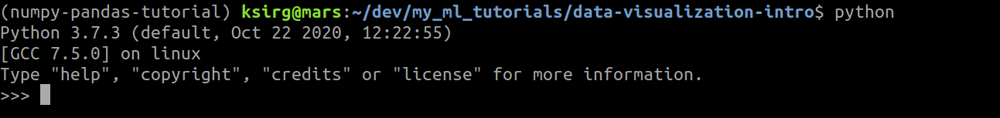 (numpy-pandas-tutorial) ksirg@mars:~/dev/my_ml_tutorials/data-visualization-intro$ python
Python 3.7.3 (default, Oct 22 2020, 12:22:55)
[GCC 7.5.0] on linux
Type "help", "copyright", "credits" or "license" for more information.
>>>